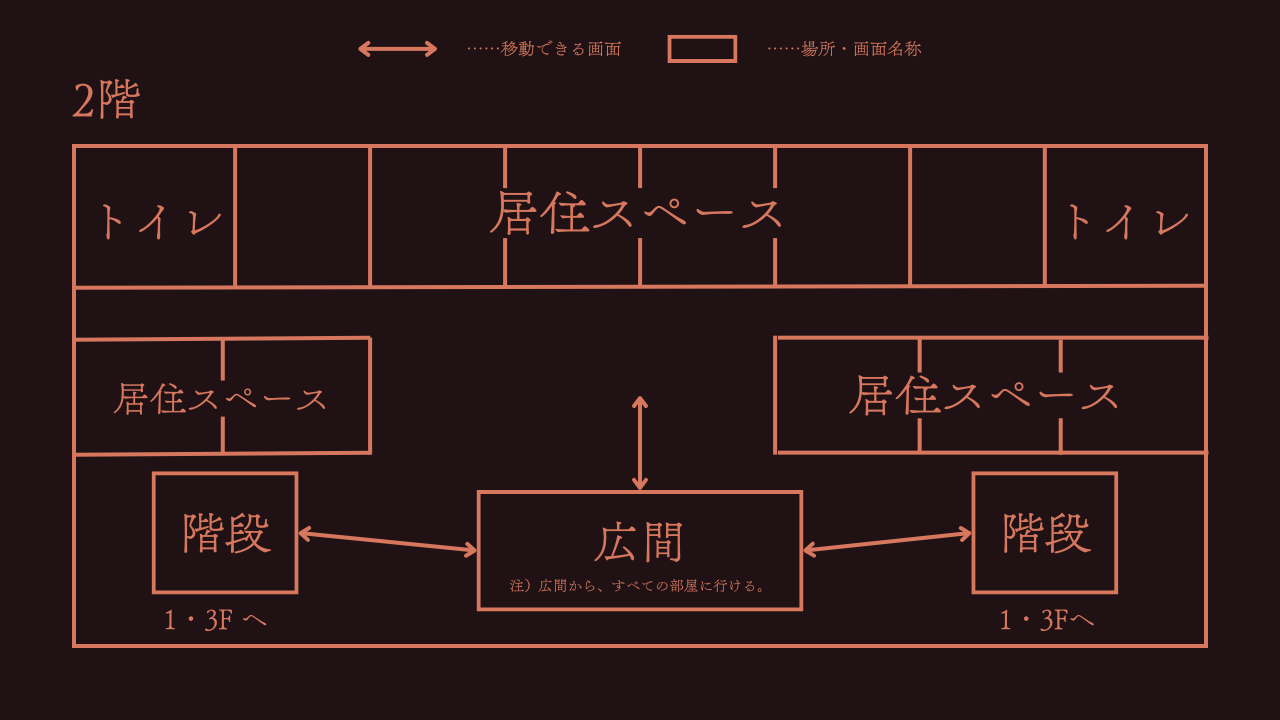 ……移動できる画面
……場所・画面名称
2階
トイレ
居住スペース
トイレ
居住スペース
居住スペース
階段
広間
階段
注）広間から、すべての部屋に行ける。
1・3F へ
1・3Fへ